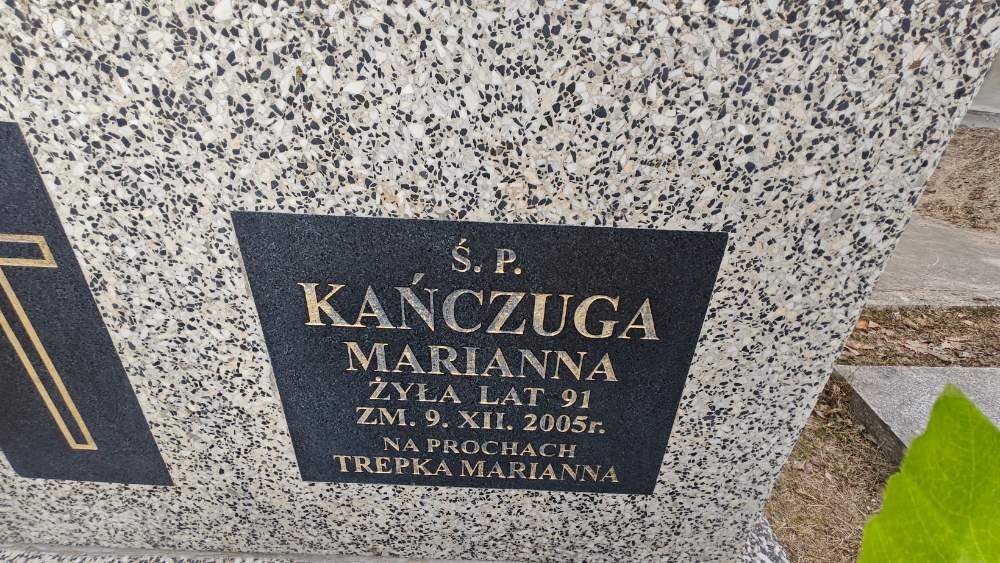 Ś. P.
KAŃCZUGA
MARIANNA
ŻYŁA LAT 91
ZM. 9. XII. 2005r.
NA PROCHACH
TREPKA MARIANNA